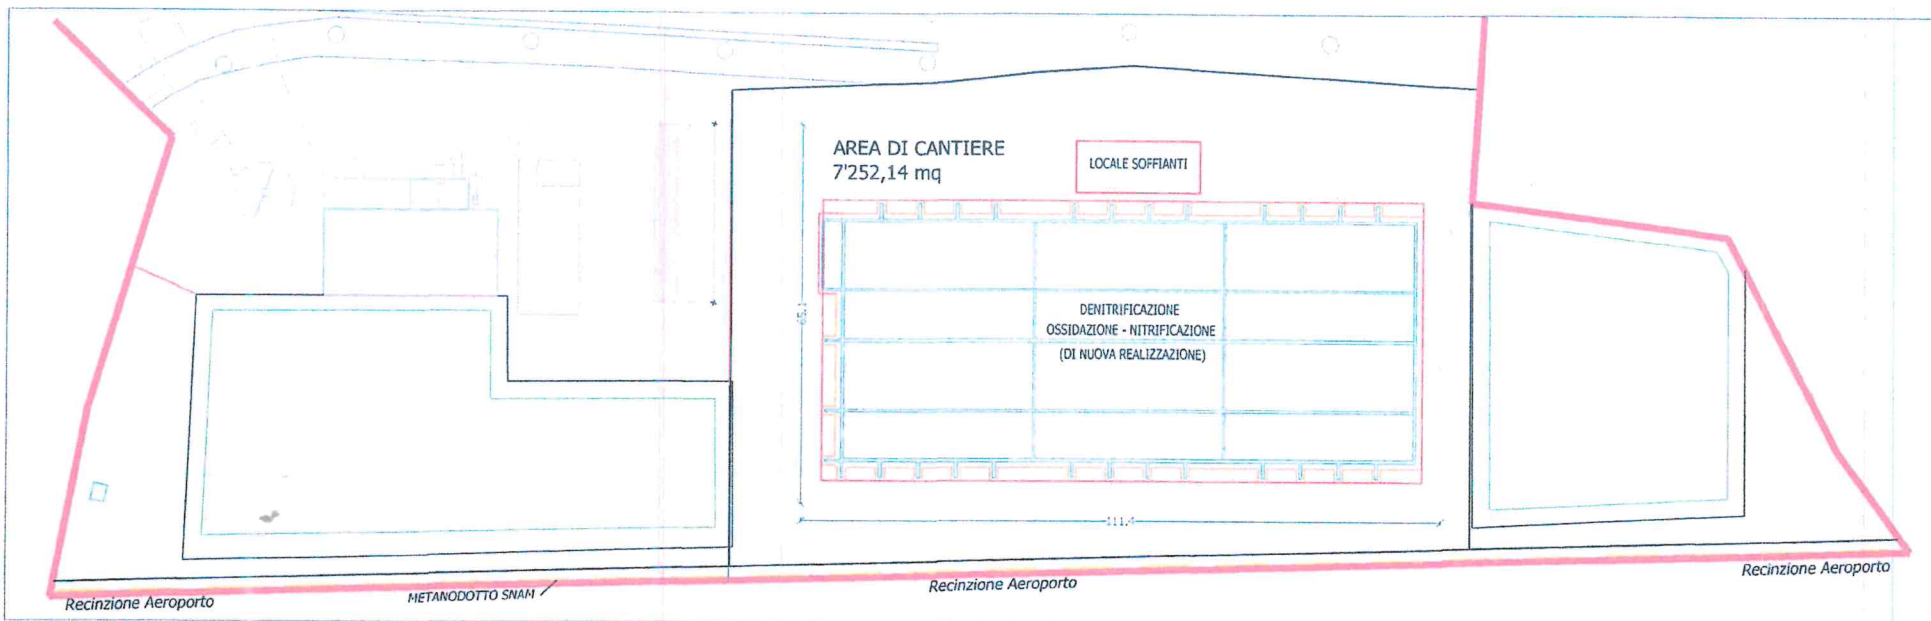 AREA DI CANTIERE
7'252,14 mq
LOCALE SOFFIANTI
65.1
DENITRIFICAZIONE
OSSIDAZIONE - NITRIFICAZIONE
(DI NUOVA REALIZZAZIONE)
111.4
Recinzione Aeroporto
METANODOTTO SNAM
Recinzione Aeroporto
Recinzione Aeroporto